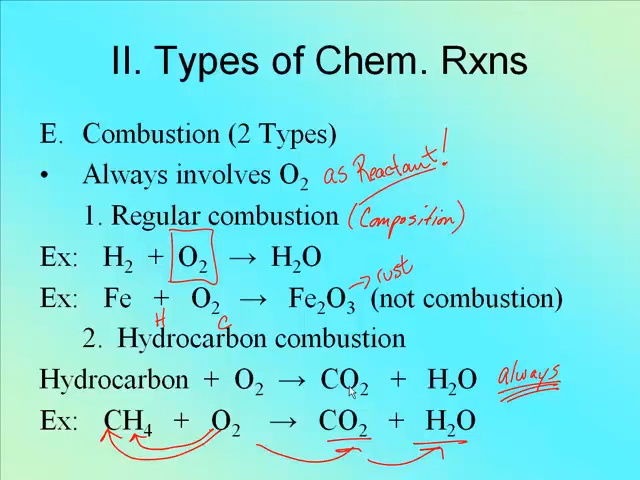 II. Types of Chem. Rxns
E. Combustion (2 Types)
• Always involves O₂ as Reactant!
1. Regular combustion (Composition)
Ex: H₂ + O₂ → H₂O
Ex: Fe + O₂ → Fe₂O₃ → rust (not combustion)
H C
2. Hydrocarbon combustion
Hydrocarbon + O₂ → CO₂ + H₂O always
Ex: CH₄ + O₂ → CO₂ + H₂O